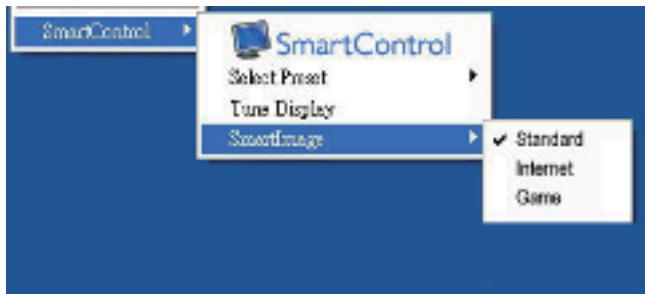 SmartControl
SmartControl
Select Preset
Tune Display
SmartImage
Standard
Internet
Game